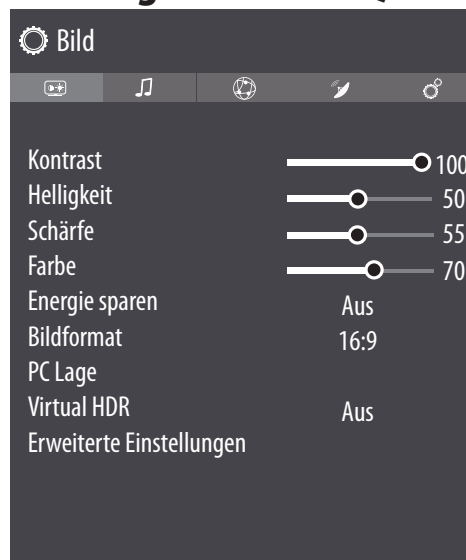 Bild
Kontrast 100
Helligkeit 50
Schärfe 55
Farbe 70
Energie sparen Aus
Bildformat 16:9
PC Lage
Virtual HDR Aus
Erweiterte Einstellungen